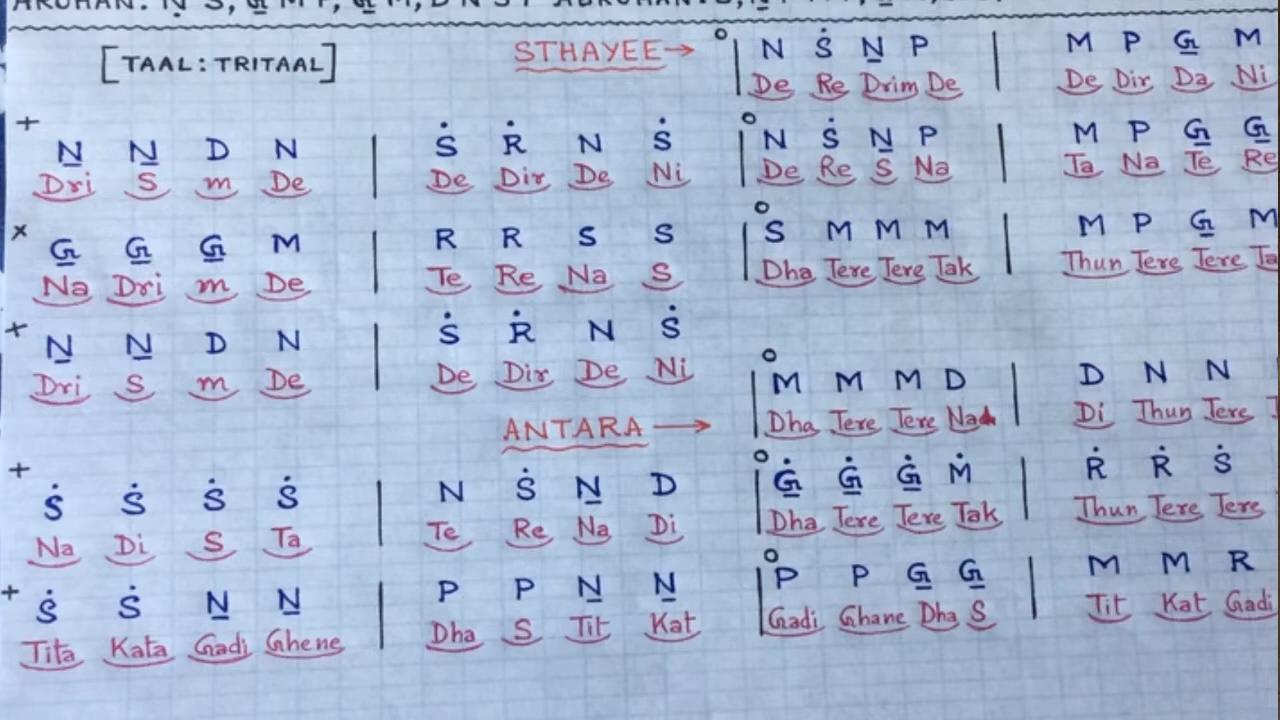 [TAAL: TRITAAL] STHAYEE→ ° | N Ṡ N̲ P | M P G̲ M
De Re Drim De De Dir Da Ni
+ N̲ N̲ D N | Ṡ Ṙ N Ṡ ° | N Ṡ N̲ P | M P G̲ G̲
Dri S m De De Dir De Ni De Re S Na Ta Na Te Re
x G̲ G̲ G̲ M | R R S S ° | S M M M | M P G̲ M
Na Dri m De Te Re Na S Dha Tere Tere Tak Thun Tere Tere
+ N̲ N̲ D N | Ṡ Ṙ N Ṡ
Dri S m De De Dir De Ni
ANTARA → ° | M M M D | D N N
Dha Tere Tere Na Di Thun Tere
+ Ṡ Ṡ Ṡ Ṡ | N Ṡ N̲ D ° | Ġ̲ Ġ̲ Ġ̲ Ṁ | Ṙ Ṙ Ṡ
Na Di S Ta Te Re Na Di Dha Tere Tere Tak Thun Tere Tere
+ Ṡ Ṡ N̲ N̲ | P P N̲ N̲ ° | P P G̲ G̲ | M M R
Tita Kata Gadi Ghene Dha S Tit Kat Gadi Ghane Dha S Tit Kat Gadi